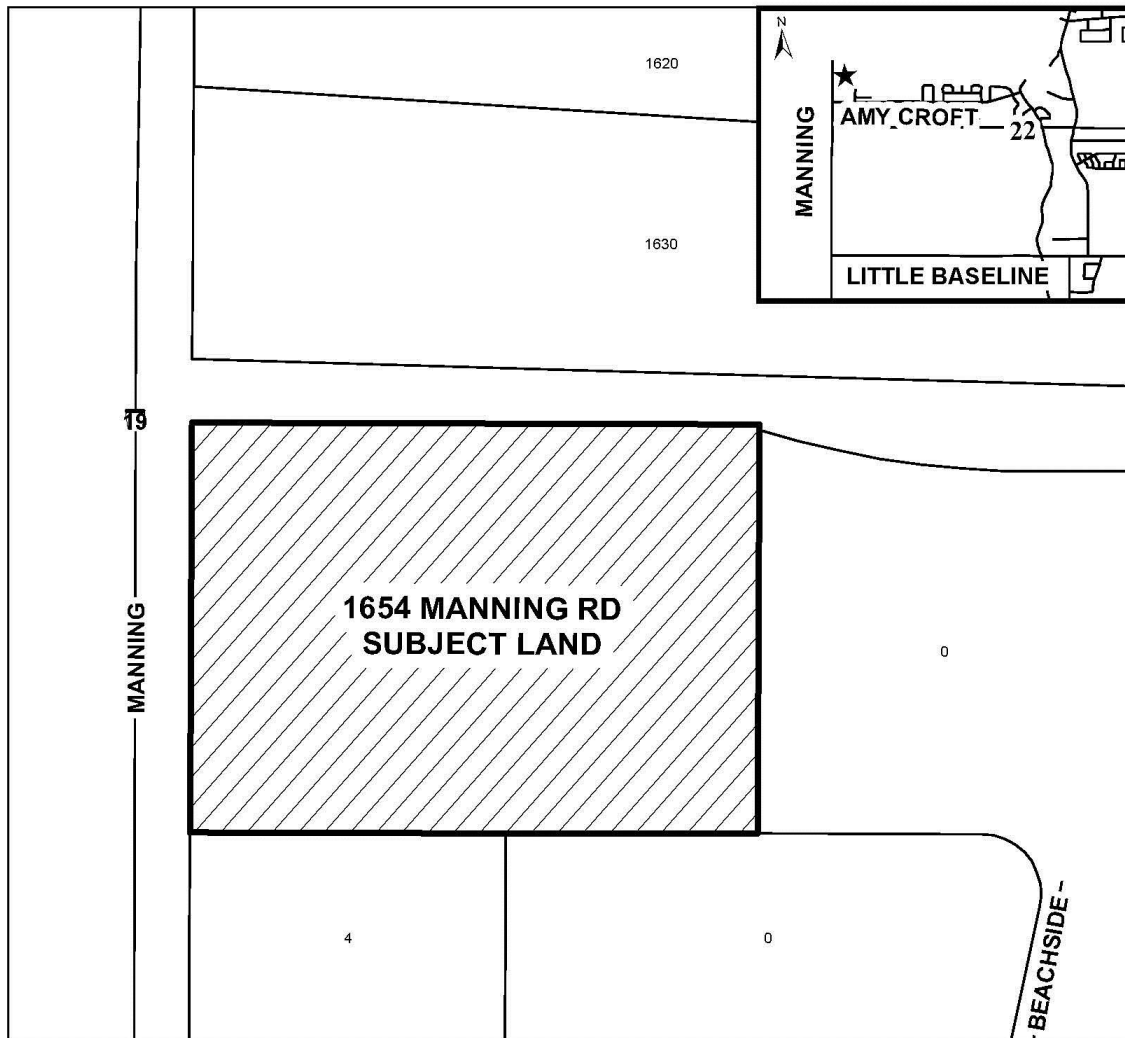 1620
N
AMY CROFT
22
MANNING
1630
LITTLE BASELINE
19
1654 MANNING RD
SUBJECT LAND
MANNING
0
4
0
BEACHSIDE